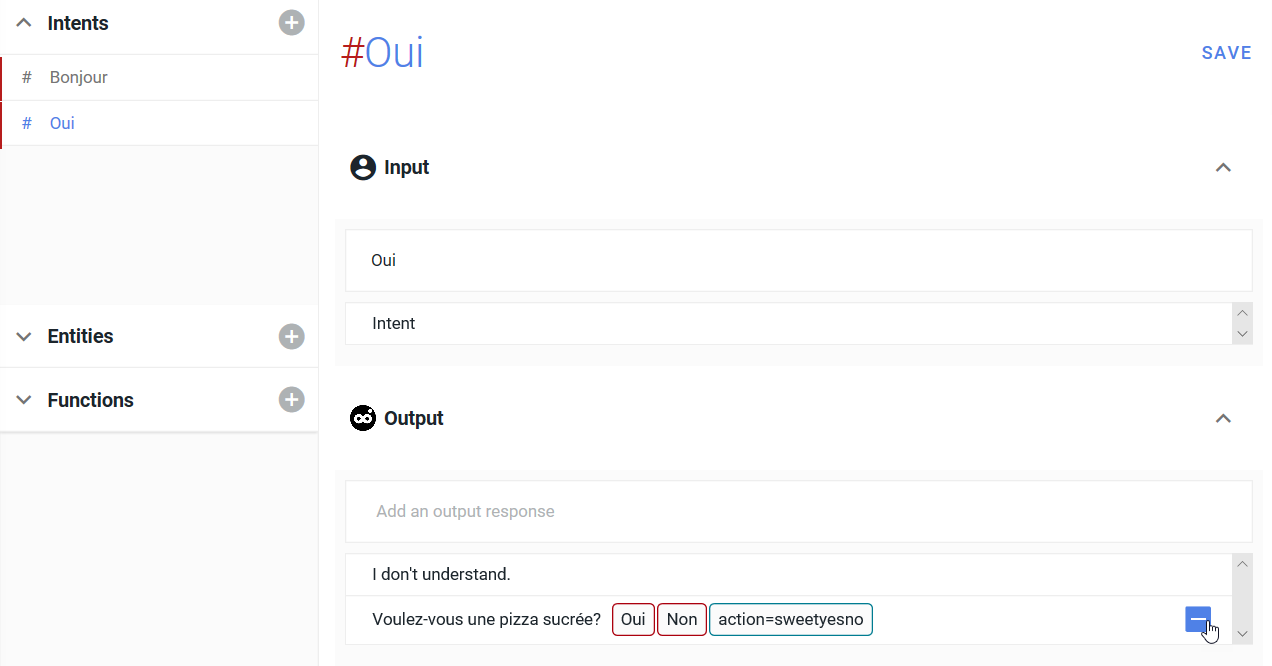 Intents
# Bonjour
# Oui
Entities
Functions
#Oui
SAVE
Input
Oui
Intent
Output
Add an output response
I don't understand.
Voulez-vous une pizza sucrée? Oui Non action=sweetyesno